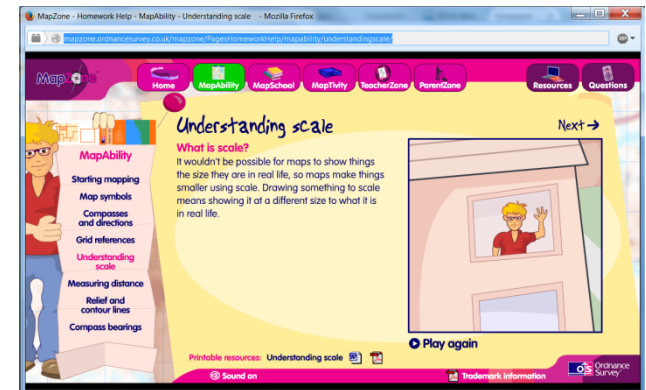 MapZone - Homework Help - MapAbility - Understanding scale - Mozilla Firefox
mapzone.ordnancesurvey.co.uk/mapzone/PagesHomeworkHelp/mapability/understandingscale/
ABP
MapZone
Home
MapAbility
MapSchool
MapTivity
TeacherZone
ParentZone
Resources
Questions
Understanding scale
Next
What is scale?
It wouldn't be possible for maps to show things
the size they are in real life, so maps make things
smaller using scale. Drawing something to scale
means showing it at a different size to what it is
in real life.
MapAbility
Starting mapping
Map symbols
Compasses
and directions
Grid references
Understanding
scale
Measuring distance
Relief and
contour lines
Compass bearings
Play again
Printable resources: Understanding scale
Sound on
Trademark information
OS Ordnance
Survey